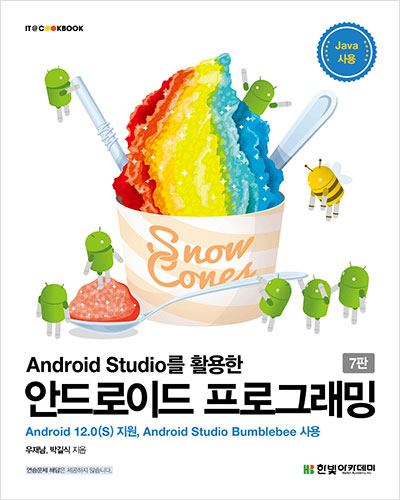 IT@COOKBOOK
Java
사용
Snow
Cones
Android Studio를 활용한
7판
안드로이드 프로그래밍
Android 12.0(S) 지원, Android Studio Bumblebee 사용
우재남, 박길식 지음
연습문제 해답은 제공하지 않습니다.
한빛아카데미
Hanbit Academy, Inc.